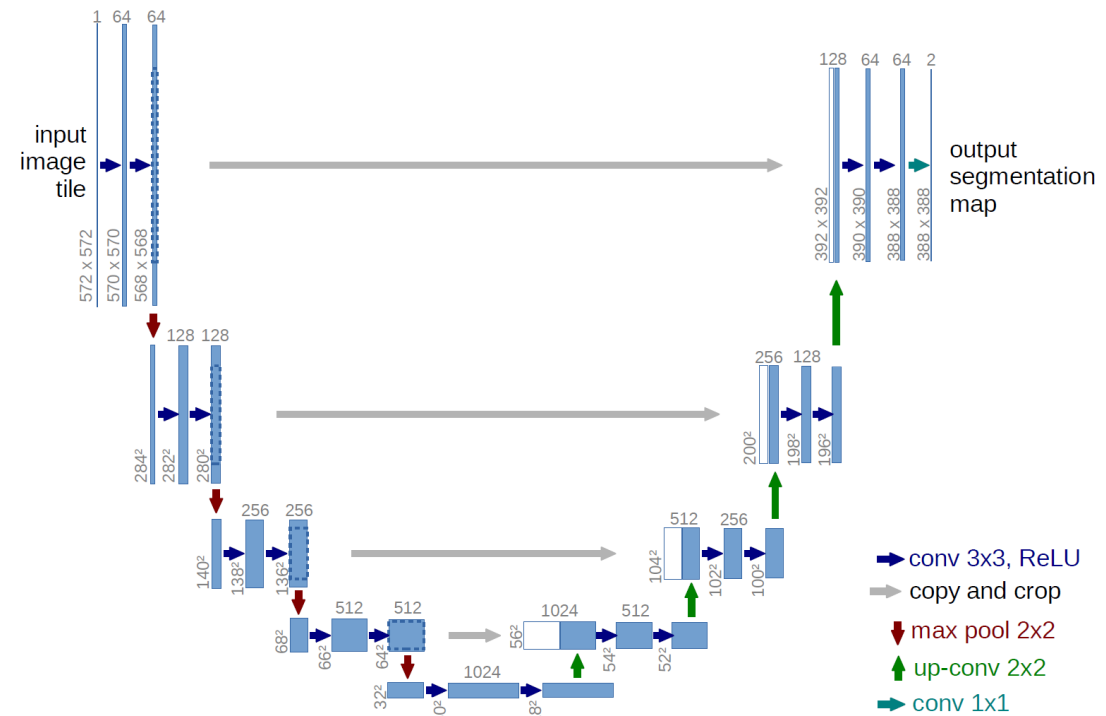 1 64 64
128 64 64 2
input
image
tile
output
segmentation
map
572 x 572
570 x 570
568 x 568
392 x 392
390 x 390
388 x 388
388 x 388
128 128
256 128
284²
282²
280²
200²
198²
196²
256 256
512 256
140²
138²
136²
104²
102²
100²
512 512
1024 512
68²
66²
64²
56²
54²
52²
1024
32²
0²
8²
conv 3x3, ReLU
copy and crop
max pool 2x2
up-conv 2x2
conv 1x1